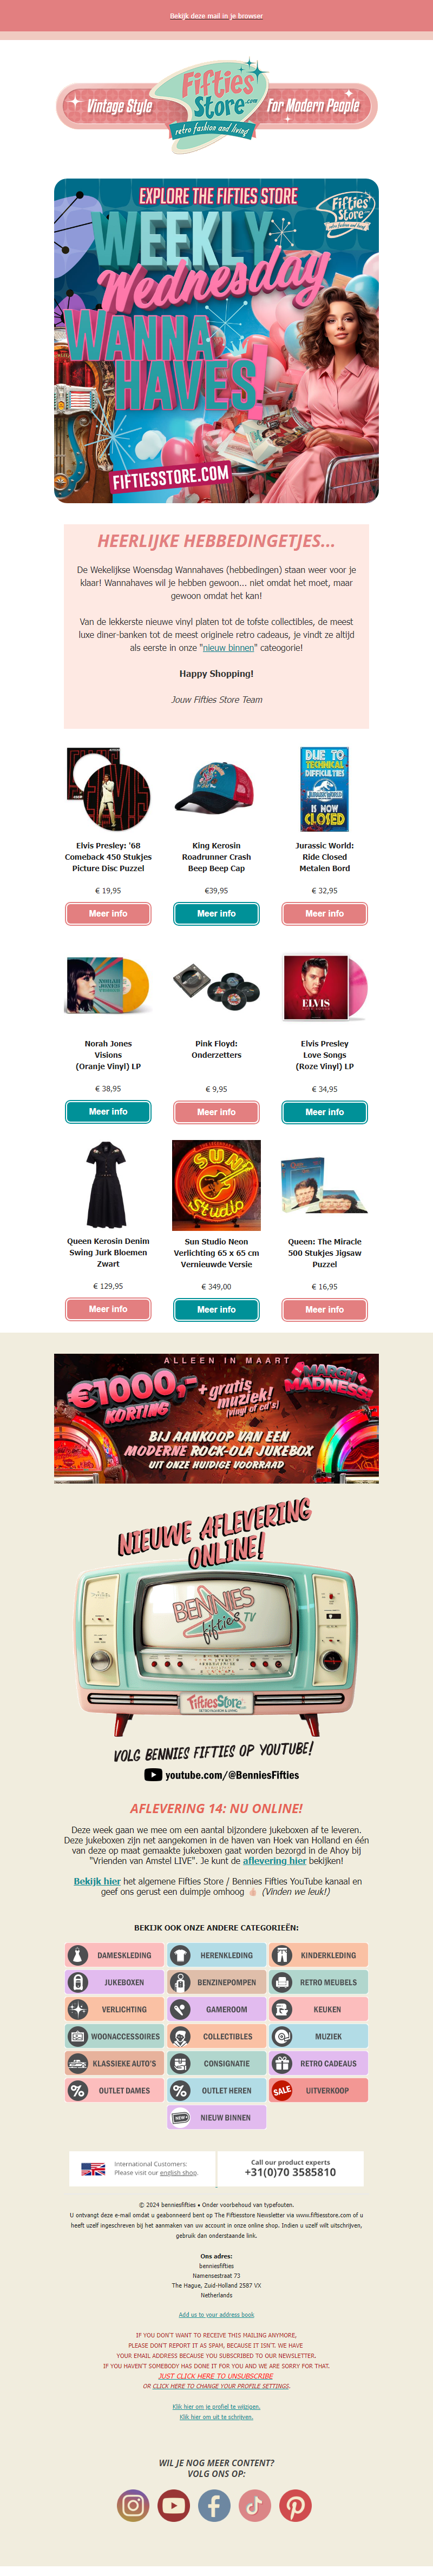 Bekijk deze mail in je browser
Vintage Style
Fifties Store.com
retro fashion and living
For Modern People
EXPLORE THE FIFTIES STORE
Fifties Store
retro fashion and living
WEEKLY
Wednesday
WANNA
HAVES!
FIFTIESSTORE.COM
HEERLIJKE HEBBEDINGETJES...
De Wekelijkse Woensdag Wannahaves (hebbedingen) staan weer voor je
klaar! Wannahaves wil je hebben gewoon... niet omdat het moet, maar
gewoon omdat het kan!
Van de lekkerste nieuwe vinyl platen tot de tofste collectibles, de meest
luxe diner-banken tot de meest originele retro cadeaus, je vindt ze altijd
als eerste in onze "nieuw binnen" cateogorie!
Happy Shopping!
Jouw Fifties Store Team
ELVIS
DUE TO
TECHNICAL
DIFFICULTIES
JURASSIC WORLD
IS NOW
CLOSED
Elvis Presley: '68
Comeback 450 Stukjes
Picture Disc Puzzel
King Kerosin
Roadrunner Crash
Beep Beep Cap
Jurassic World:
Ride Closed
Metalen Bord
€ 19,95
€39,95
€ 32,95
Meer info
Meer info
Meer info
NORAH JONES
ELVIS
Norah Jones
Visions
(Oranje Vinyl) LP
Pink Floyd:
Onderzetters
Elvis Presley
Love Songs
(Roze Vinyl) LP
€ 38,95
€ 9,95
€ 34,95
Meer info
Meer info
Meer info
SUN
Studio
Queen Kerosin Denim
Swing Jurk Bloemen
Zwart
Sun Studio Neon
Verlichting 65 x 65 cm
Vernieuwde Versie
Queen: The Miracle
500 Stukjes Jigsaw
Puzzel
€ 129,95
€ 349,00
€ 16,95
Meer info
Meer info
Meer info
ALLEEN IN MAART
€1000,-
KORTING
+ gratis
muziek!
(vinyl of cd's)
MARCH
MADNESS!
BIJ AANKOOP VAN EEN
MODERNE ROCK-OLA JUKEBOX
UIT ONZE HUIDIGE VOORRAAD
NIEUWE AFLEVERING
ONLINE!
BENNIES
fifties TV
FiftiesStore
VOLG BENNIES FIFTIES OP YOUTUBE!
youtube.com/@BenniesFifties
AFLEVERING 14: NU ONLINE!
Deze week gaan we mee om een aantal bijzondere jukeboxen af te leveren.
Deze jukeboxen zijn net aangekomen in de haven van Hoek van Holland en één
van deze op maat gemaakte jukeboxen gaat worden bezorgd in de Ahoy bij
"Vrienden van Amstel LIVE". Je kunt de aflevering hier bekijken!
Bekijk hier het algemene Fifties Store / Bennies Fifties YouTube kanaal en
geef ons gerust een duimpje omhoog 👍🏻 (Vinden we leuk!)
BEKIJK OOK ONZE ANDERE CATEGORIEËN:
DAMESKLEDING
HERENKLEDING
KINDERKLEDING
JUKEBOXEN
BENZINEPOMPEN
RETRO MEUBELS
VERLICHTING
GAMEROOM
KEUKEN
WOONACCESSOIRES
COLLECTIBLES
MUZIEK
KLASSIEKE AUTO'S
CONSIGNATIE
RETRO CADEAUS
OUTLET DAMES
OUTLET HEREN
SALE
UITVERKOOP
NEW!
NIEUW BINNEN
International Customers:
Please visit our english shop.
Call our product experts
+31(0)70 3585810
© 2024 benniesfifties • Onder voorbehoud van typefouten.
U ontvangt deze e-mail omdat u geabonneerd bent op The Fiftiesstore Newsletter via www.fiftiesstore.com of u
heeft uzelf ingeschreven bij het aanmaken van uw account in onze online shop. Indien u uzelf wilt uitschrijven,
gebruik dan onderstaande link.
Ons adres:
benniesfifties
Namensestraat 73
The Hague, Zuid-Holland 2587 VX
Netherlands
Add us to your address book
IF YOU DON'T WANT TO RECEIVE THIS MAILING ANYMORE,
PLEASE DON'T REPORT IT AS SPAM, BECAUSE IT ISN'T. WE HAVE
YOUR EMAIL ADDRESS BECAUSE YOU SUBSCRIBED TO OUR NEWSLETTER.
IF YOU HAVEN'T SOMEBODY HAS DONE IT FOR YOU AND WE ARE SORRY FOR THAT.
JUST CLICK HERE TO UNSUBSCRIBE
OR CLICK HERE TO CHANGE YOUR PROFILE SETTINGS.
Klik hier om je profiel te wijzigen.
Klik hier om uit te schrijven.
WIL JE NOG MEER CONTENT?
VOLG ONS OP: